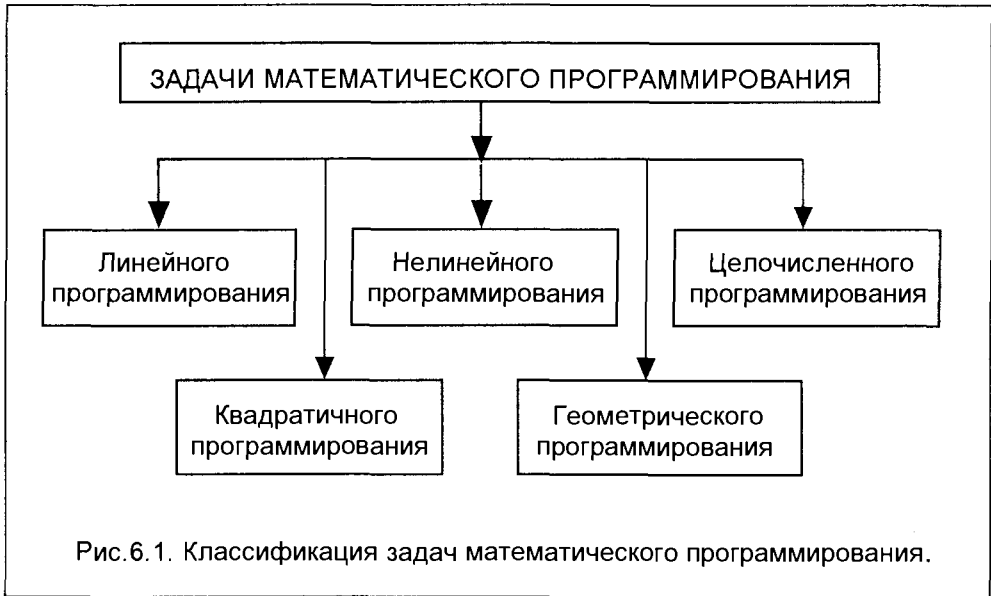 ЗАДАЧИ МАТЕМАТИЧЕСКОГО ПРОГРАММИРОВАНИЯ
Линейного
программирования
Нелинейного
программирования
Целочисленного
программирования
Квадратичного
программирования
Геометрического
программирования
Рис.6.1. Классификация задач математического программирования.